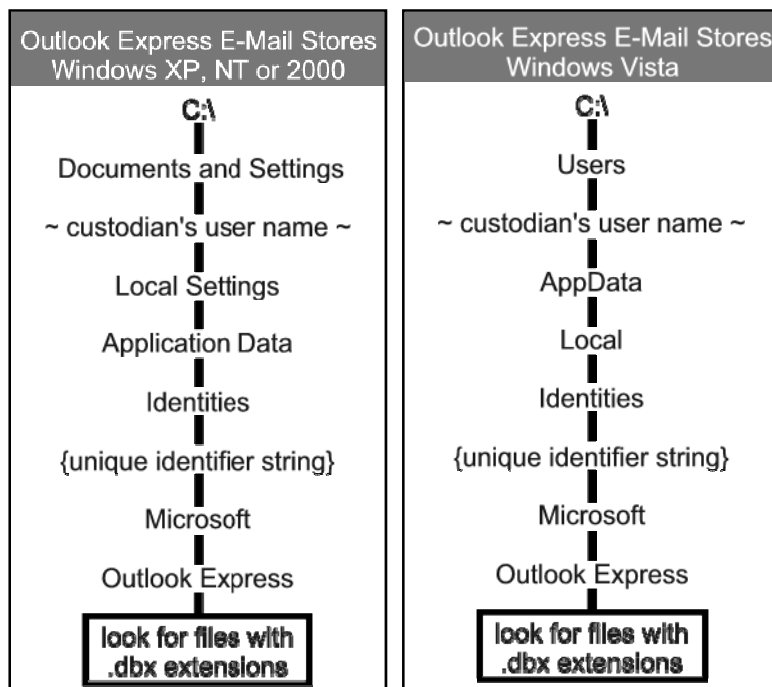 Outlook Express E-Mail Stores
Windows XP, NT or 2000
C:\
Documents and Settings
~ custodian's user name ~
Local Settings
Application Data
Identities
{unique identifier string}
Microsoft
Outlook Express
look for files with
.dbx extensions
Outlook Express E-Mail Stores
Windows Vista
C:\
Users
~ custodian's user name ~
AppData
Local
Identities
{unique identifier string}
Microsoft
Outlook Express
look for files with
.dbx extensions